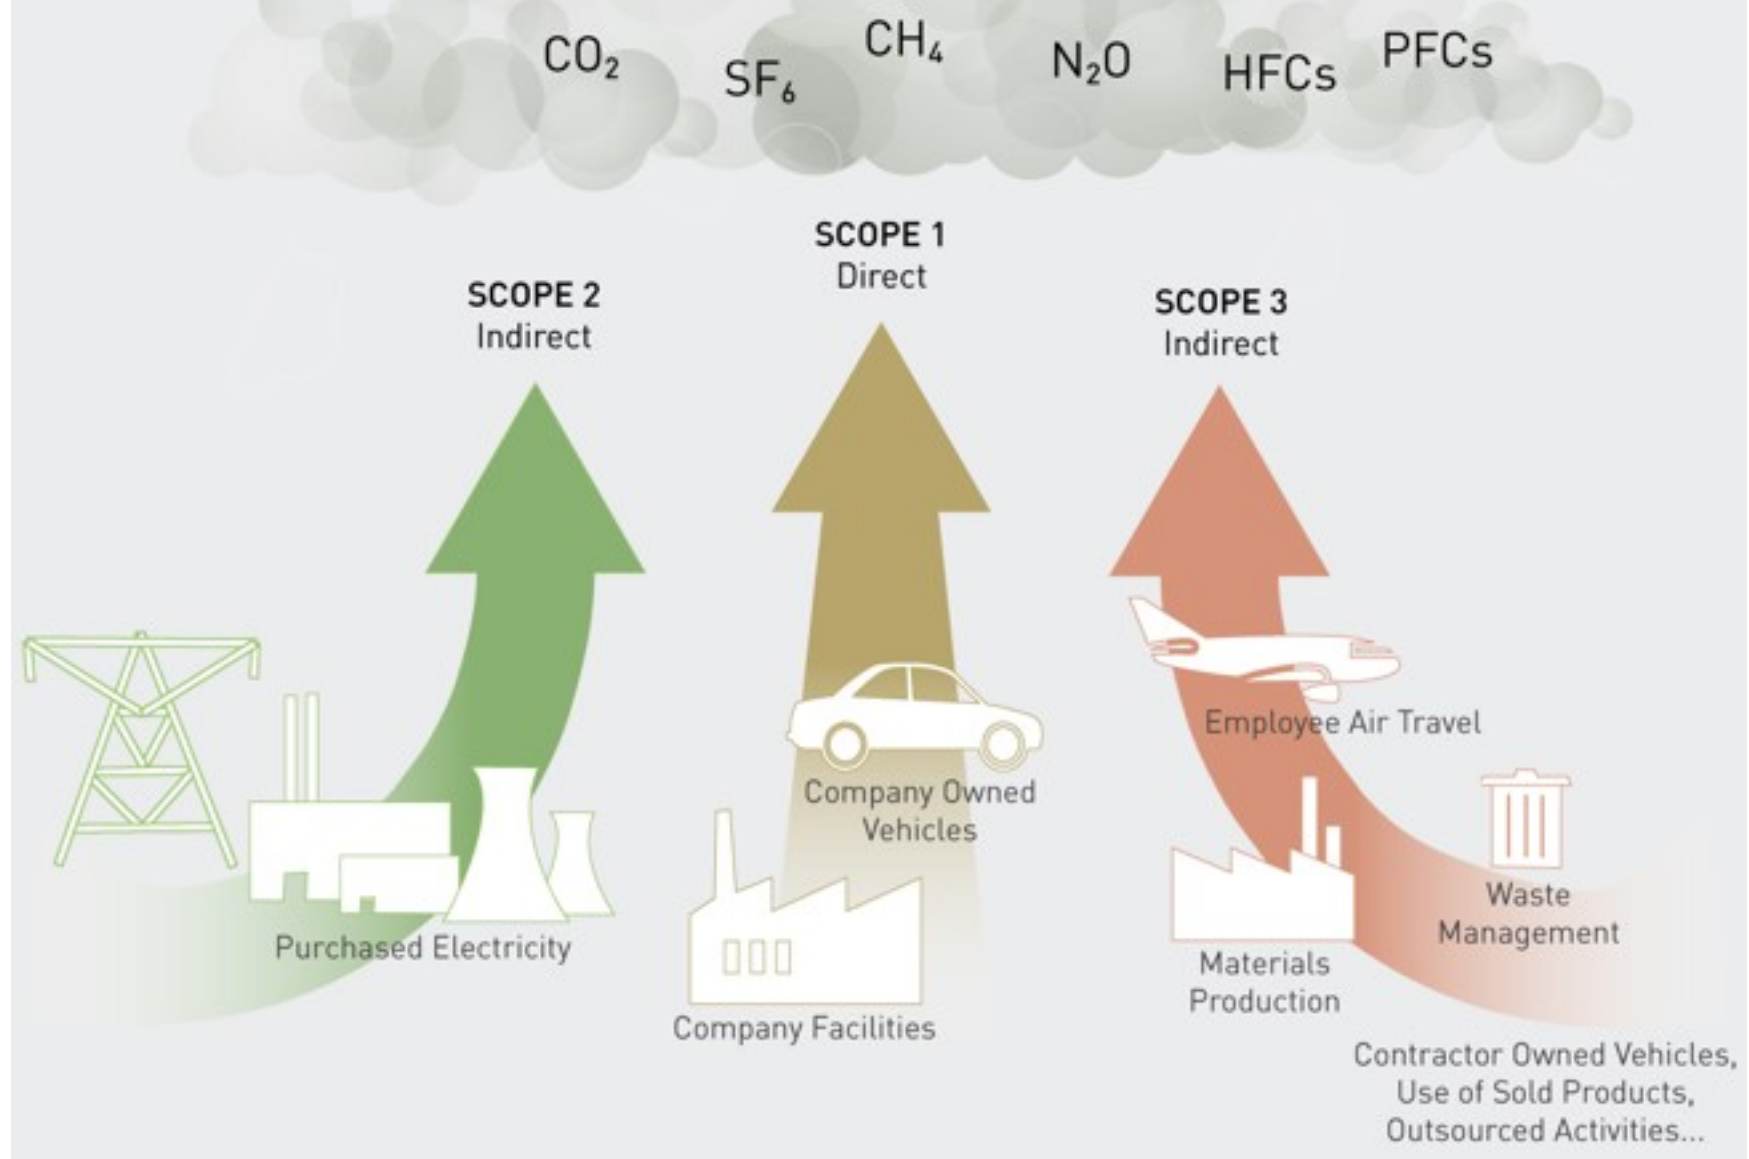 CO₂
SF₆
CH₄
N₂O
HFCs
PFCs
SCOPE 1
Direct
SCOPE 2
Indirect
SCOPE 3
Indirect
Employee Air Travel
Company Owned
Vehicles
Waste
Management
Purchased Electricity
Materials
Production
Company Facilities
Contractor Owned Vehicles,
Use of Sold Products,
Outsourced Activities...